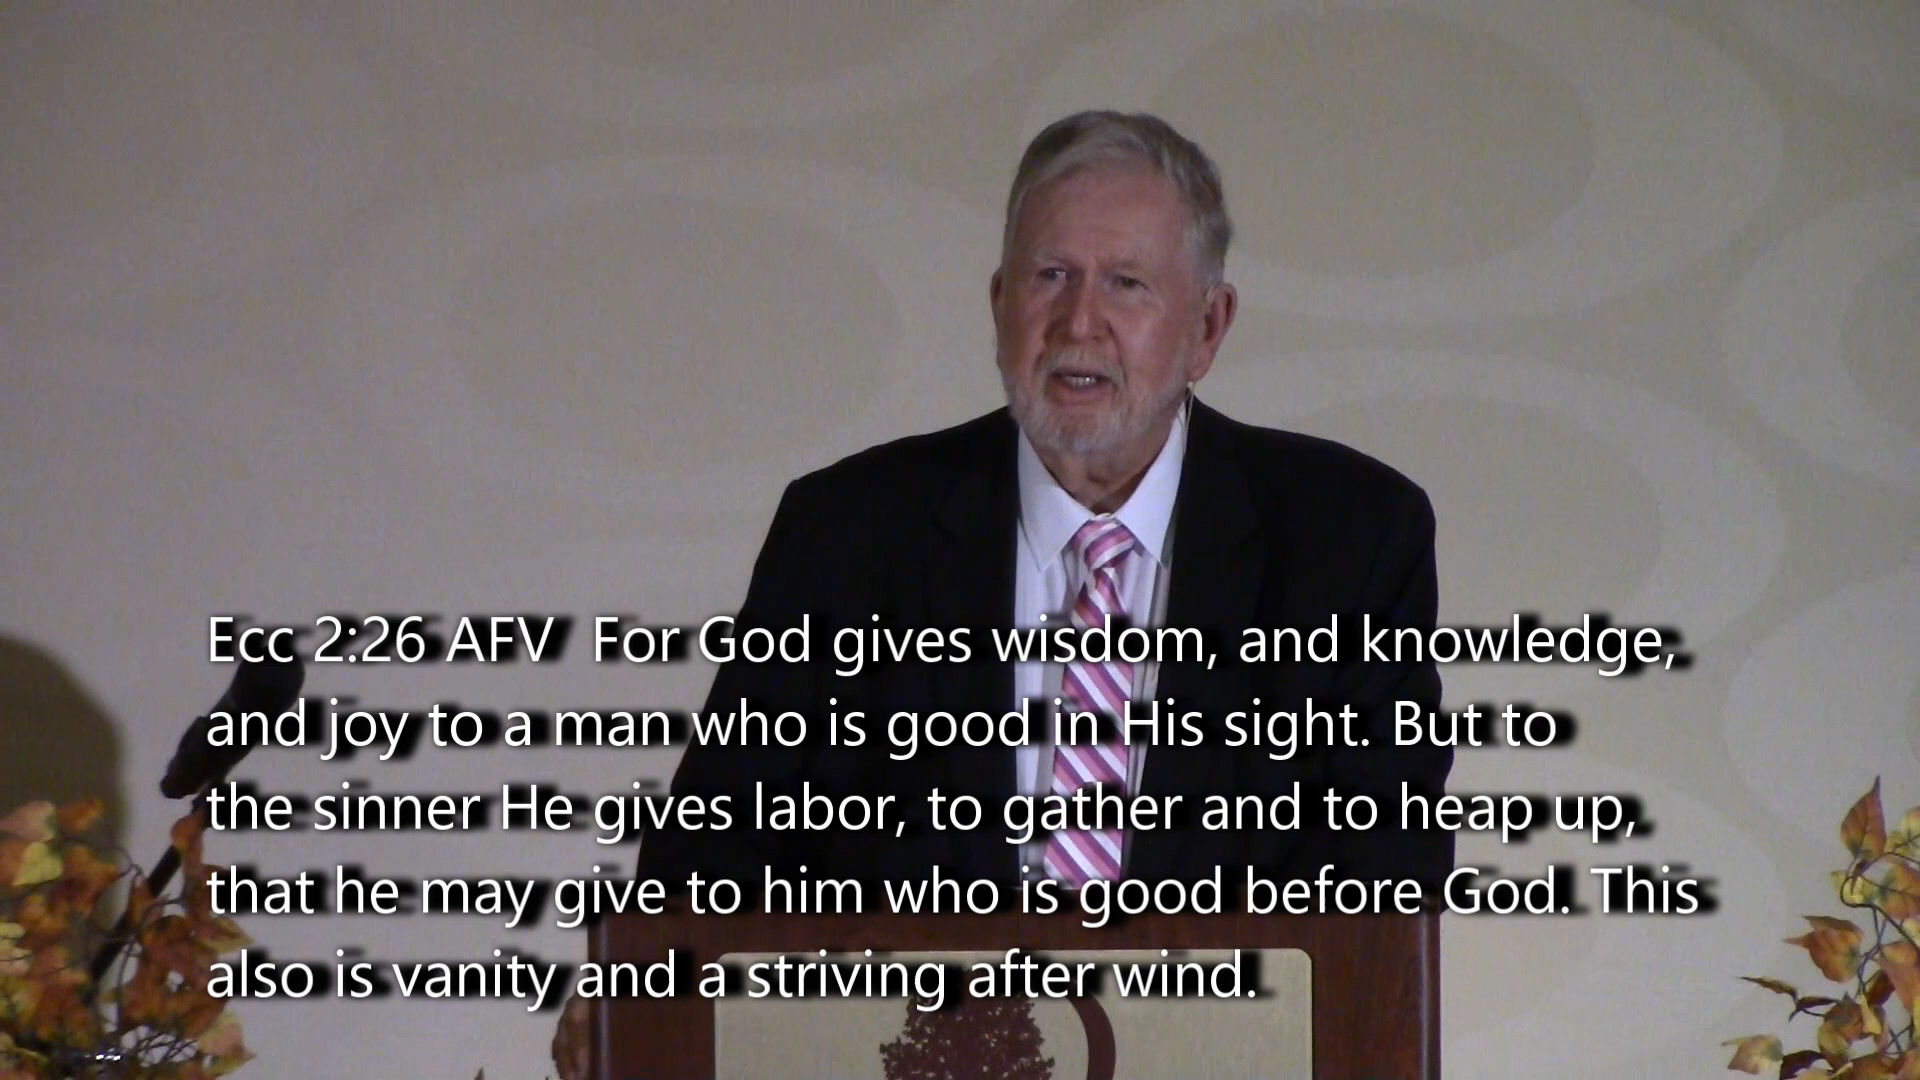 Ecc 2:26 AFV  For God gives wisdom, and knowledge,
and joy to a man who is good in His sight. But to
the sinner He gives labor, to gather and to heap up,
that he may give to him who is good before God. This
also is vanity and a striving after wind.